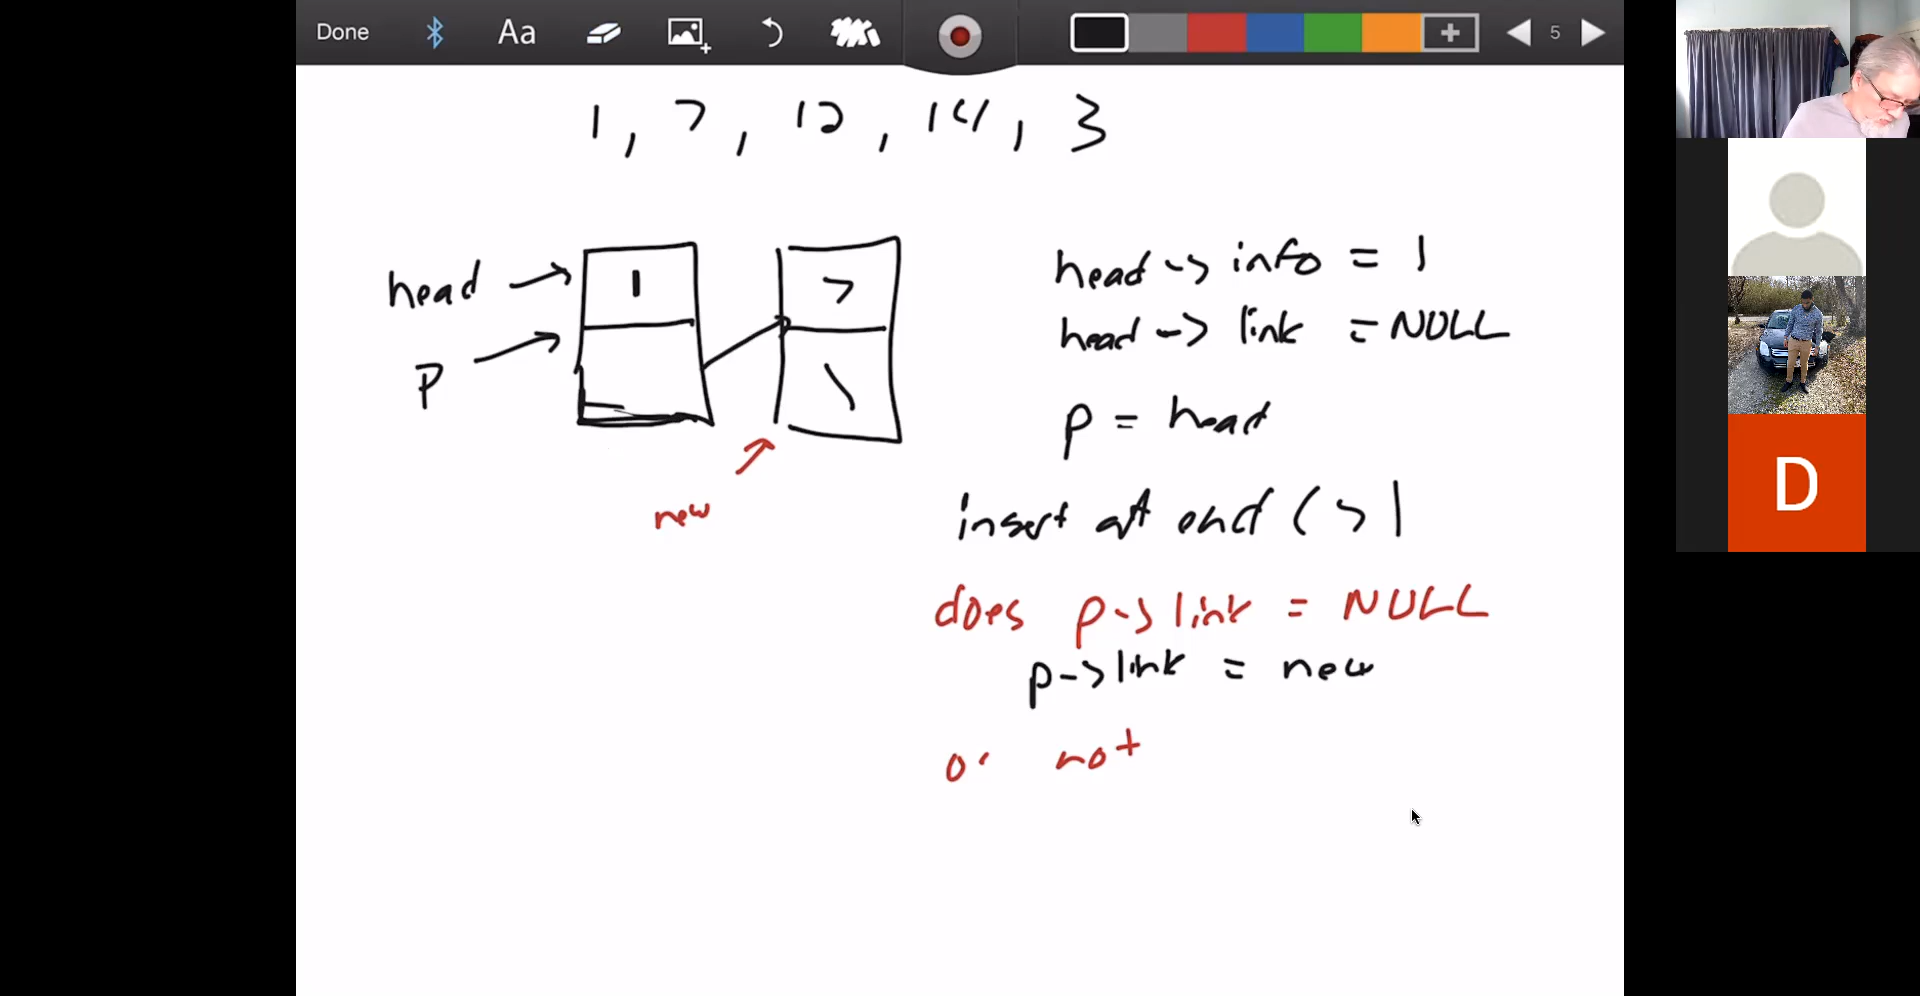 Done Aa 5
1, 7, 12, 14, 3
head → 1 7
p →
new
head -> info = 1
head -> link = NULL
p = head
insert at end (7)
does p -> link = NULL
p -> link = new
or not
D